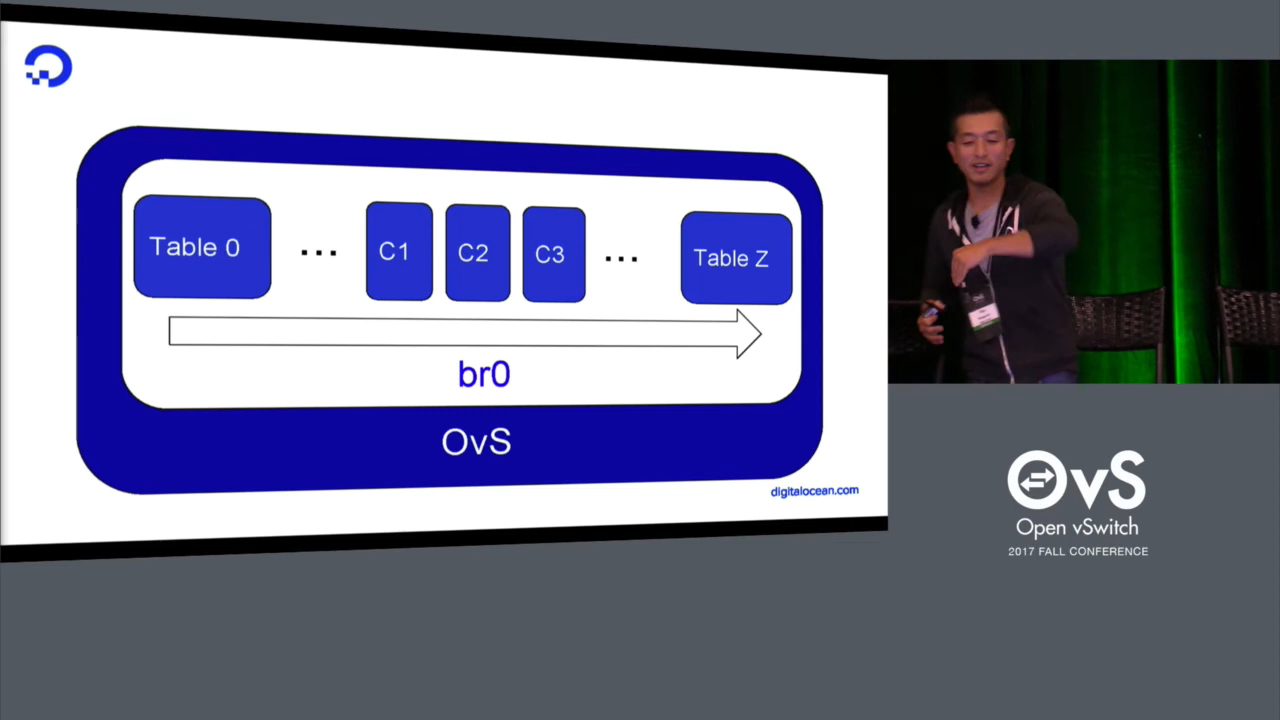 Table 0
...
C1
C2
C3
...
Table Z
br0
OvS
digitalocean.com
OvS
Open vSwitch
2017 FALL CONFERENCE